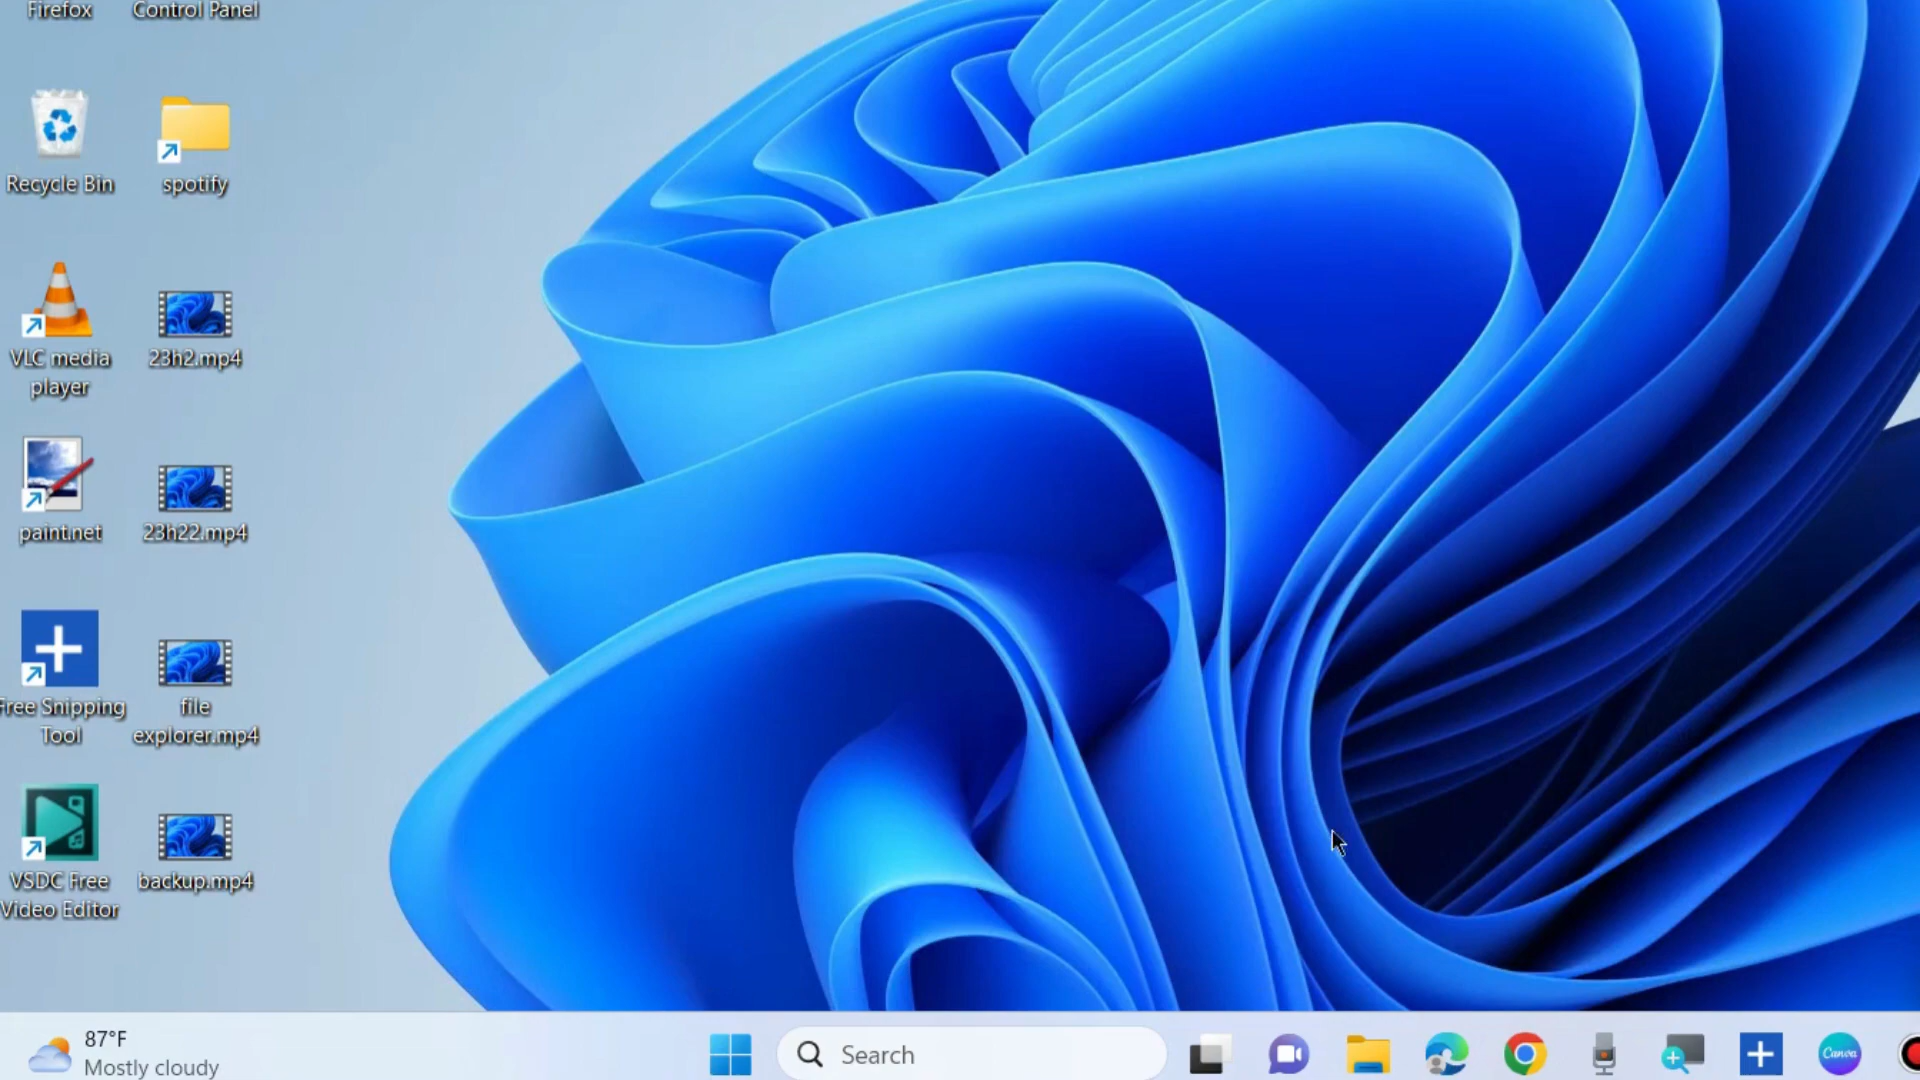 Firefox
Control Panel
Recycle Bin
spotify
VLC media
player
23h2.mp4
paint.net
23h22.mp4
Free Snipping
Tool
file
explorer.mp4
VSDC Free
Video Editor
backup.mp4
87°F
Mostly cloudy
Search
Canva